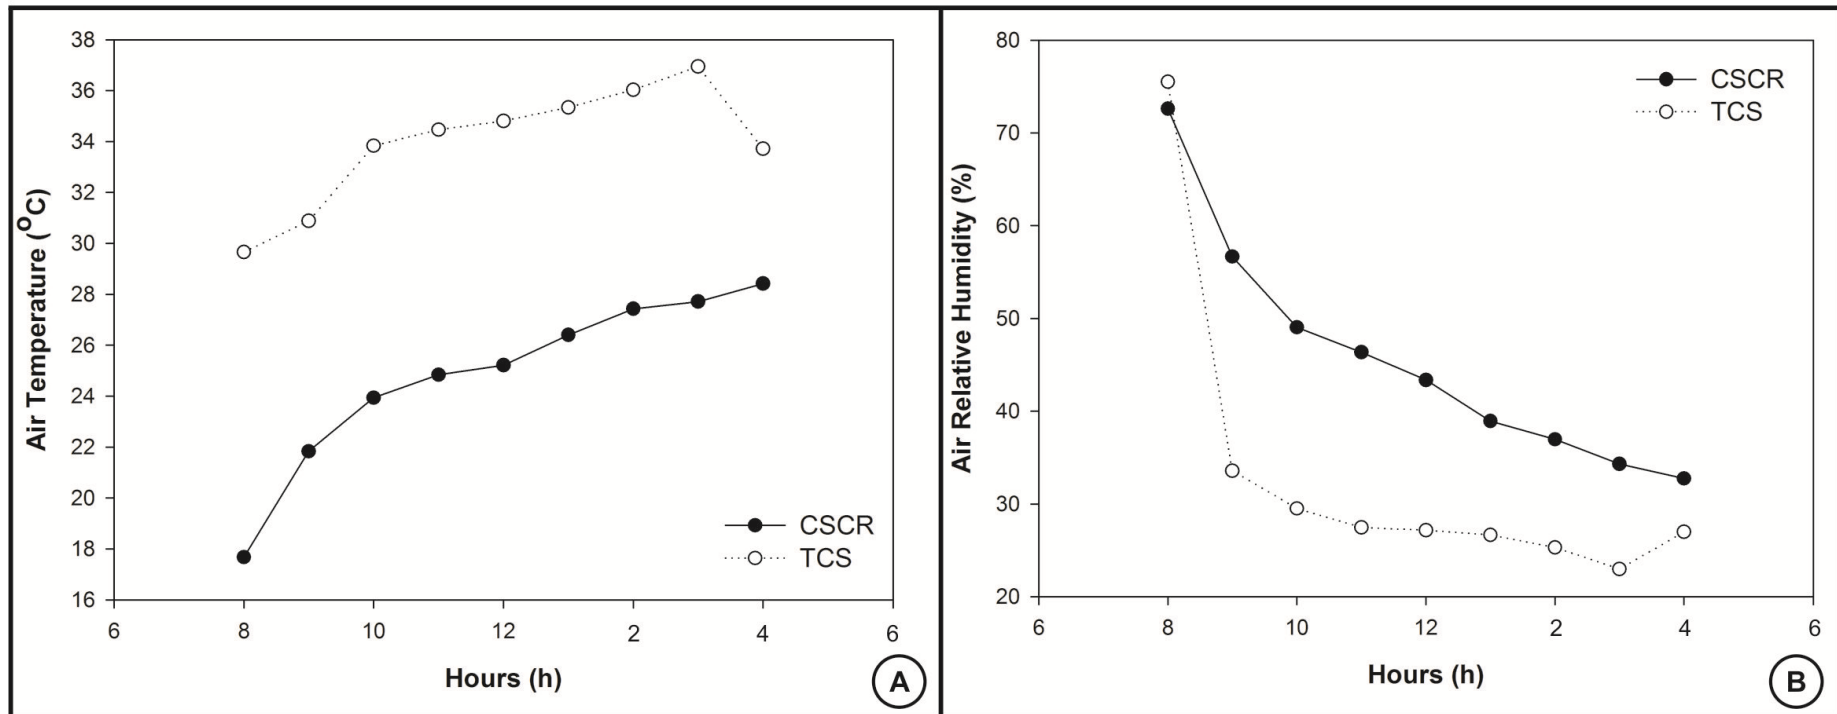 38
36
34
32
30
28
26
24
22
20
18
16
Air Temperature (°C)
CSCR
TCS
6 8 10 12 2 4 6
Hours (h)
A
80
70
60
50
40
30
20
Air Relative Humidity (%)
CSCR
TCS
6 8 10 12 2 4 6
Hours (h)
B